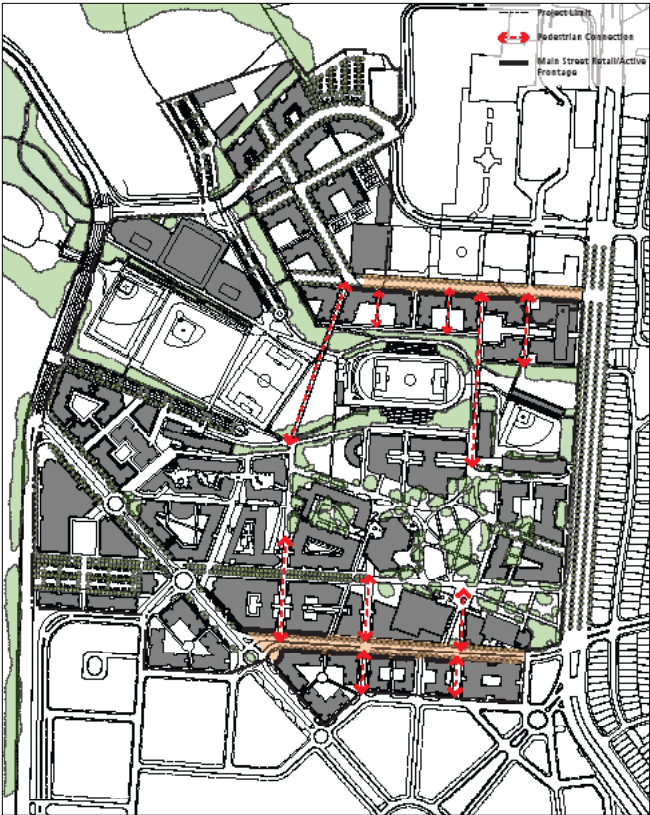 Project Limit
Pedestrian Connection
Main Street Retail/Active
Frontage